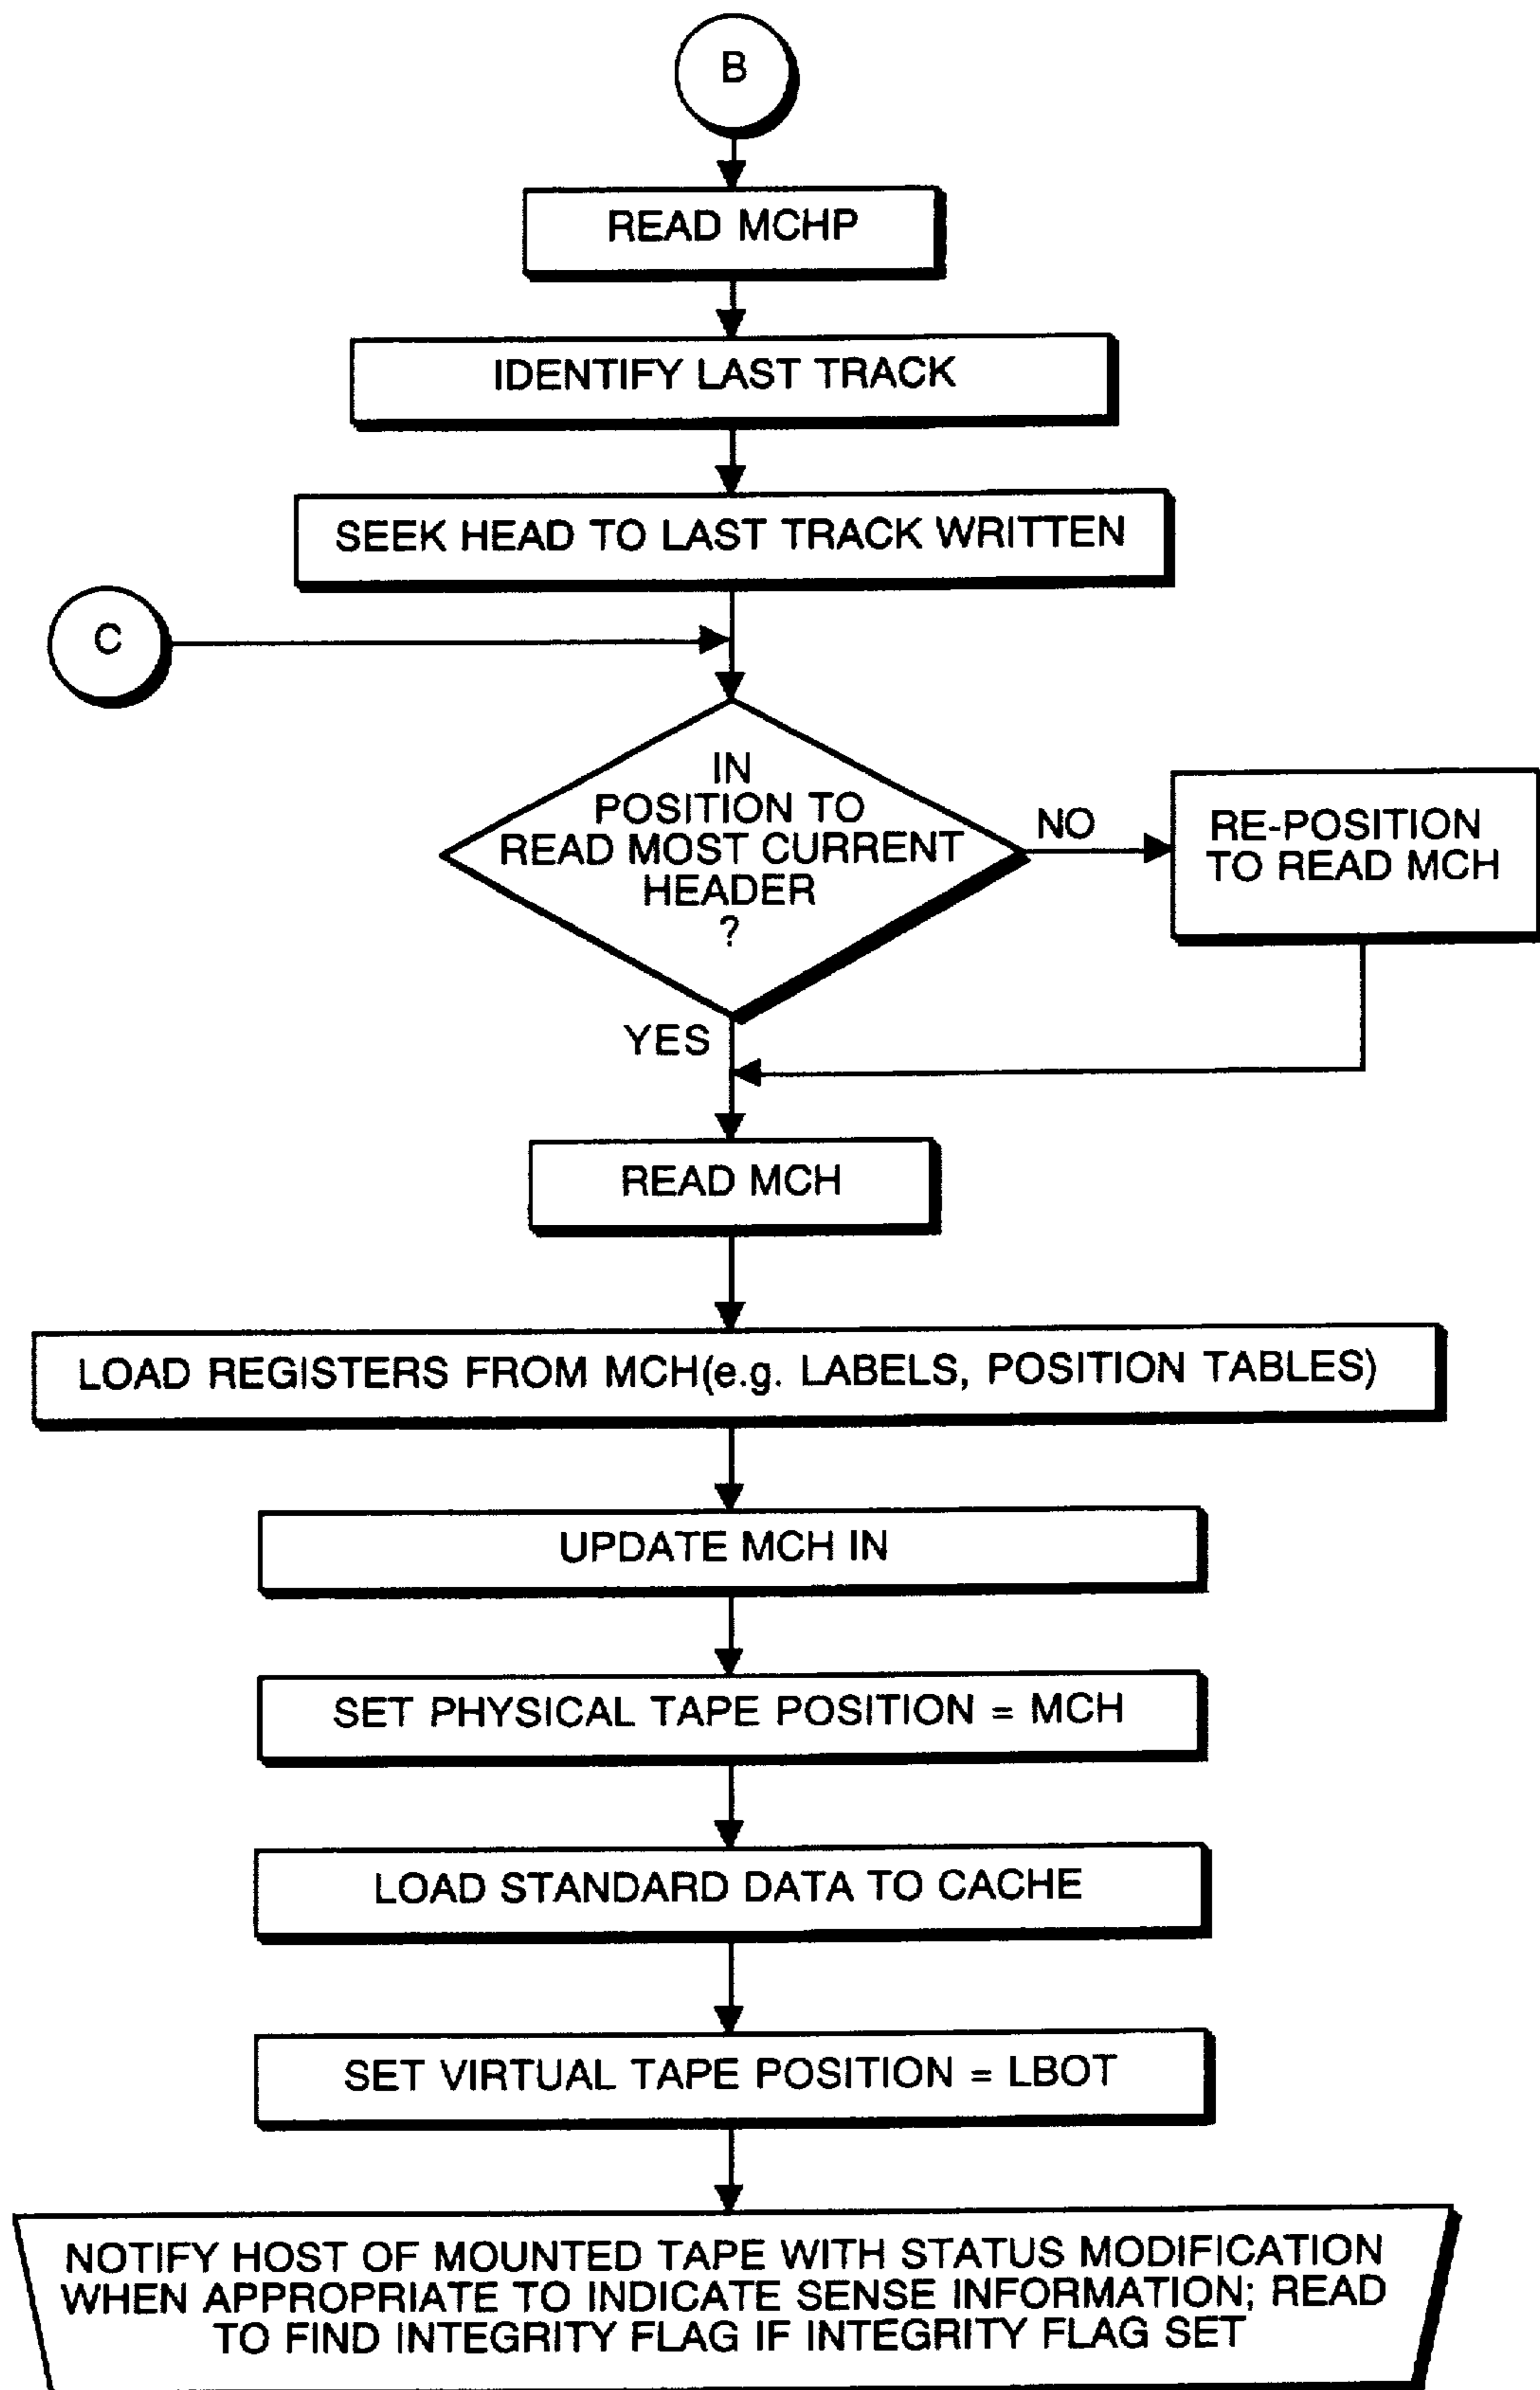 B
READ MCHP
IDENTIFY LAST TRACK
SEEK HEAD TO LAST TRACK WRITTEN
C
IN
POSITION TO
READ MOST CURRENT
HEADER
?
NO
RE-POSITION
TO READ MCH
YES
READ MCH
LOAD REGISTERS FROM MCH(e.g. LABELS, POSITION TABLES)
UPDATE MCH IN
SET PHYSICAL TAPE POSITION = MCH
LOAD STANDARD DATA TO CACHE
SET VIRTUAL TAPE POSITION = LBOT
NOTIFY HOST OF MOUNTED TAPE WITH STATUS MODIFICATION
WHEN APPROPRIATE TO INDICATE SENSE INFORMATION; READ
TO FIND INTEGRITY FLAG IF INTEGRITY FLAG SET